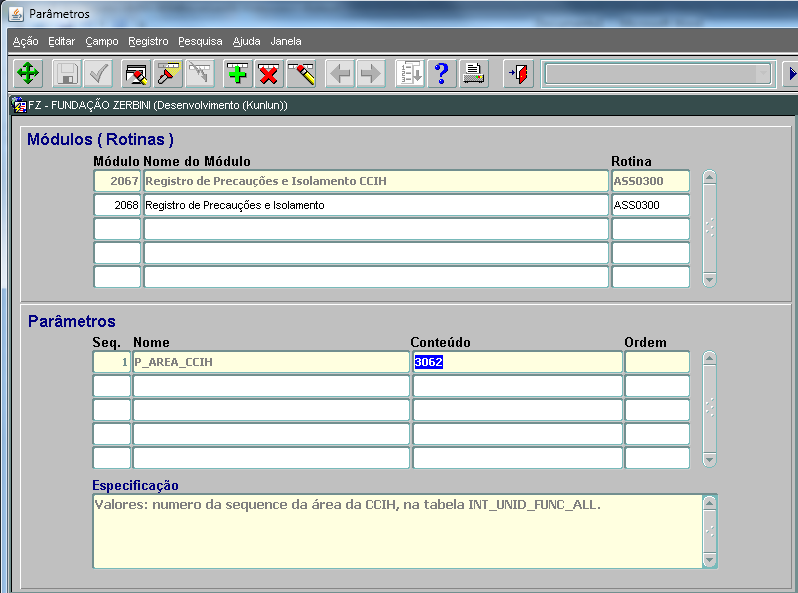 Parâmetros
Ação Editar Campo Registro Pesquisa Ajuda Janela
FZ - FUNDAÇÃO ZERBINI (Desenvolvimento (Kunlun))
Módulos ( Rotinas )
Módulo Nome do Módulo Rotina
2067 Registro de Precauções e Isolamento CCIH ASS0300
2068 Registro de Precauções e Isolamento ASS0300
Parâmetros
Seq. Nome Conteúdo Ordem
1 P_AREA_CCIH 3062
Especificação
Valores: numero da sequence da área da CCIH, na tabela INT_UNID_FUNC_ALL.